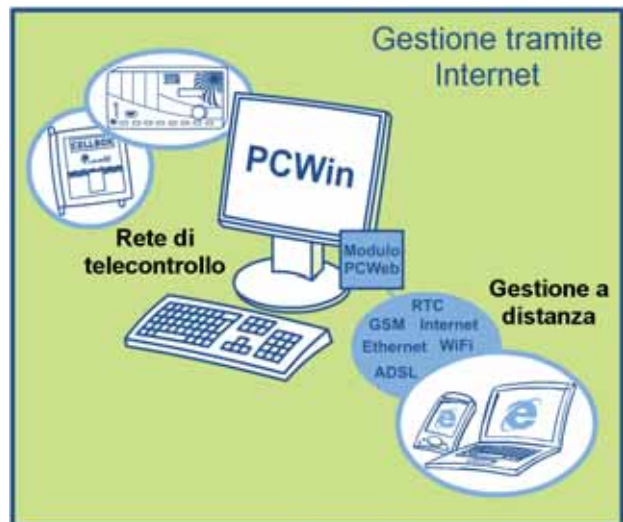 Gestione tramite
Internet
CELLBOX
PCWin
Rete di
telecontrollo
Modulo
PCWeb
Gestione a
distanza
RTC
GSM Internet
Ethernet WiFi
ADSL